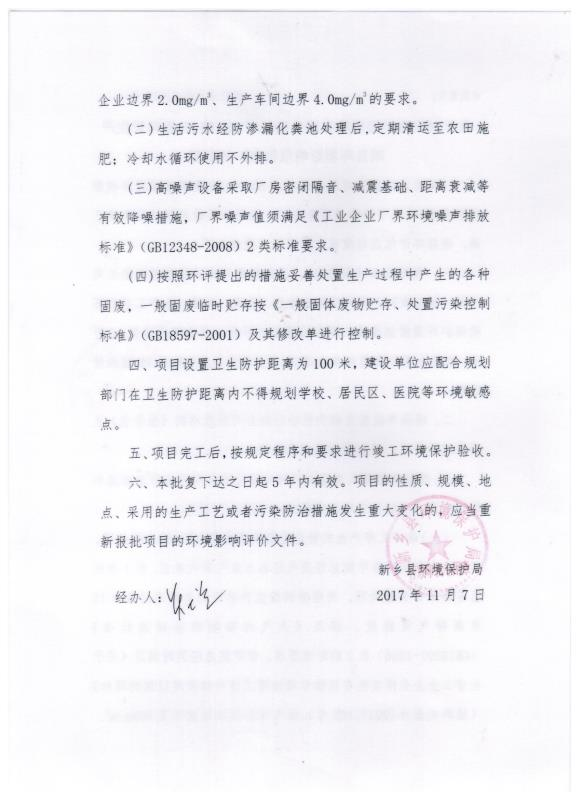 企业边界2.0mg/m³、生产车间边界4.0mg/m³的要求。
（二）生活污水经防渗漏化粪池处理后，定期清运至农田施
肥；冷却水循环使用不外排。
（三）高噪声设备采取厂房密闭隔音、减震基础、距离衰减等
有效降噪措施，厂界噪声值须满足《工业企业厂界环境噪声排放
标准》（GB12348-2008）2类标准要求。
（四）按照环评提出的措施妥善处置生产过程中产生的各种
固废，一般固废临时贮存按《一般固体废物贮存、处置污染控制
标准》（GB18597-2001）及其修改单进行控制。
四、项目设置卫生防护距离为100米，建设单位应配合规划
部门在卫生防护距离内不得规划学校、居民区、医院等环境敏感
点。
五、项目完工后，按规定程序和要求进行竣工环境保护验收。
六、本批复下达之日起5年内有效。项目的性质、规模、地
点、采用的生产工艺或者污染防治措施发生重大变化的，应当重
新报批项目的环境影响评价文件。
新乡县环境保护局
新乡县环境保护局
经办人：
2017年11月7日